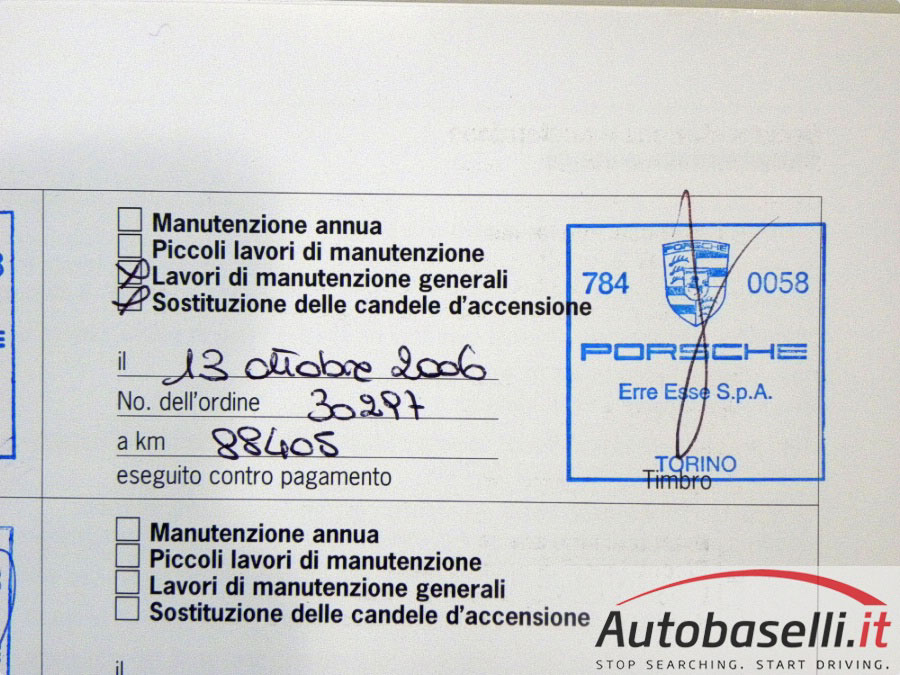 Manutenzione annua
Piccoli lavori di manutenzione
Lavori di manutenzione generali
Sostituzione delle candele d'accensione
il 13 ottobre 2006
No. dell'ordine 30297
a km 88405
eseguito contro pagamento
PORSCHE
784 0058
PORSCHE
Erre Esse S.p.A.
TORINO
Timbro
Manutenzione annua
Piccoli lavori di manutenzione
Lavori di manutenzione generali
Sostituzione delle candele d'accensione
il
Autobaselli.it
STOP SEARCHING. START DRIVING.